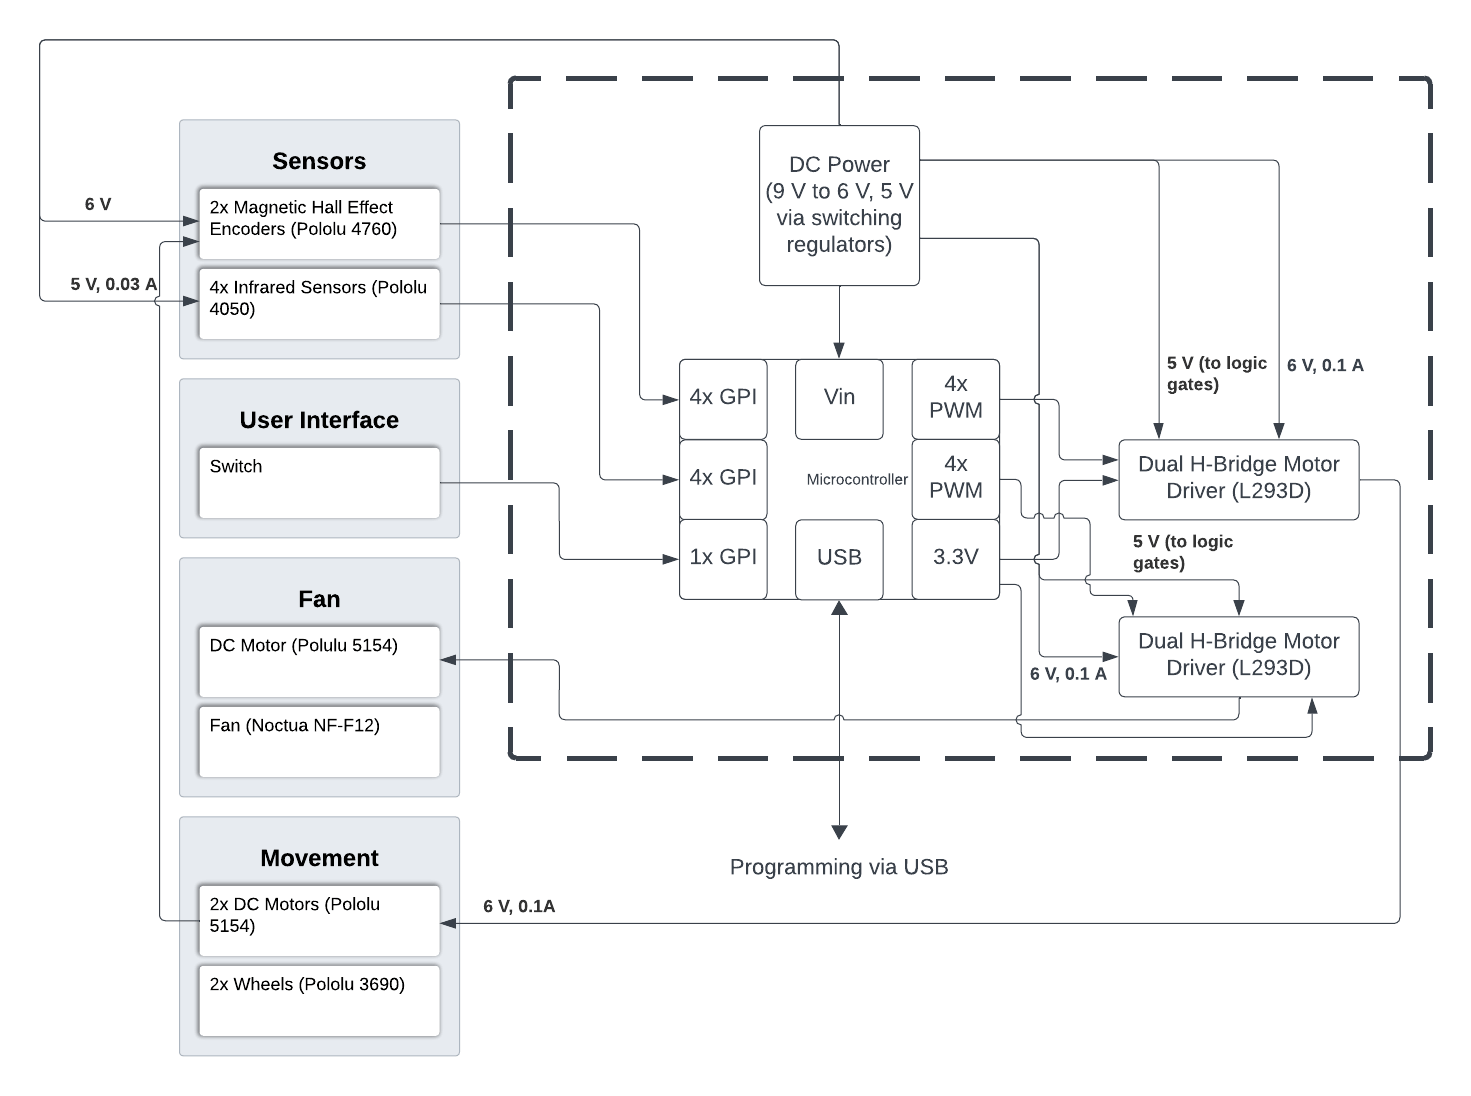 Sensors
6 V
2x Magnetic Hall Effect
Encoders (Pololu 4760)
5 V, 0.03 A
4x Infrared Sensors (Pololu
4050)
User Interface
Switch
Fan
DC Motor (Polulu 5154)
Fan (Noctua NF-F12)
Movement
2x DC Motors (Pololu
5154)
2x Wheels (Pololu 3690)
6 V, 0.1A
DC Power
(9 V to 6 V, 5 V
via switching
regulators)
4x GPI
Vin
4x
PWM
4x GPI
Microcontroller
4x
PWM
1x GPI
USB
3.3V
5 V (to logic
gates)
6 V, 0.1 A
Dual H-Bridge Motor
Driver (L293D)
5 V (to logic
gates)
Dual H-Bridge Motor
Driver (L293D)
6 V, 0.1 A
Programming via USB